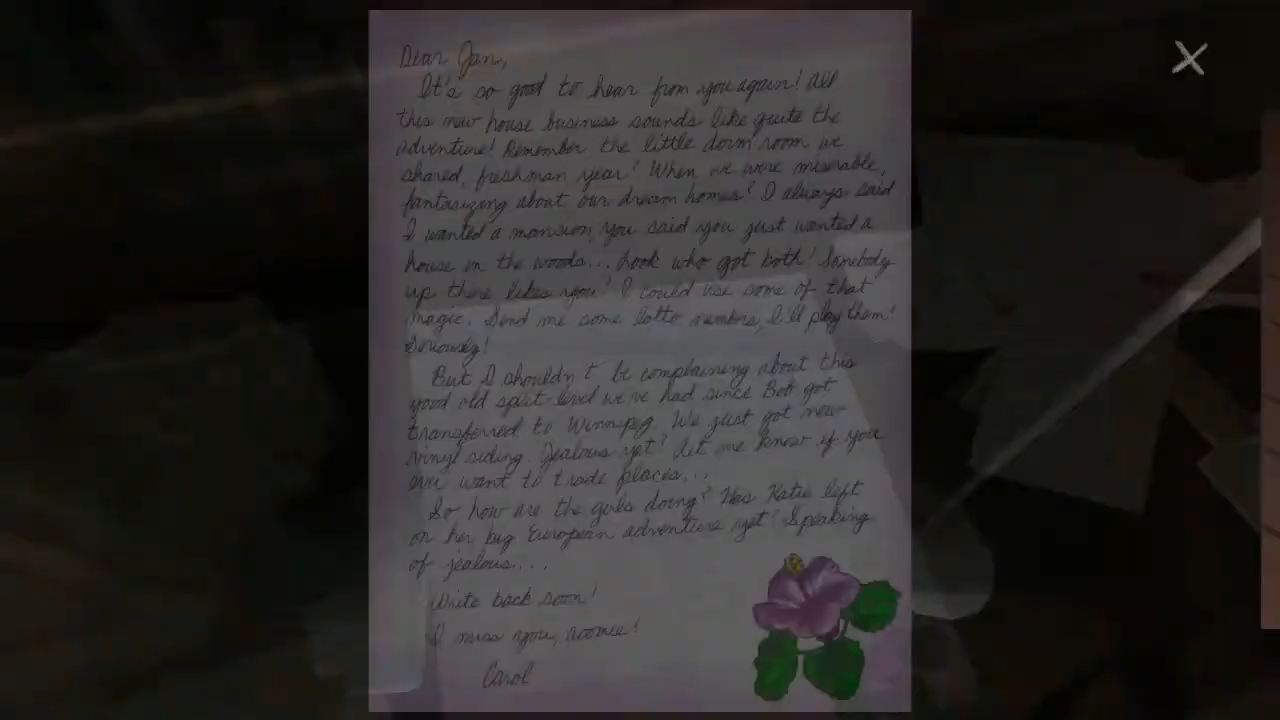 Dear Jan,
It's so good to hear from you again! All
this new house business sounds like quite the
adventure! Remember the little dorm room we
shared, freshman year? When we were miserable,
fantasizing about our dream homes? I always said
I wanted a mansion, you said you just wanted a
house in the woods... Look who got both! Somebody
up there likes you! I could use some of that
magic. Send me some lotto numbers, I'll play them!
Seriously!
But I shouldn't be complaining about this
good old split-level we've had since Bob got
transferred to Winnipeg. We just got new
vinyl siding. Jealous yet? Let me know if you
ever want to trade places...
So how are the girls doing? Has Katie left
on her big European adventure yet? Speaking
of jealous....
Write back soon!
I miss you, roomie!
Carol